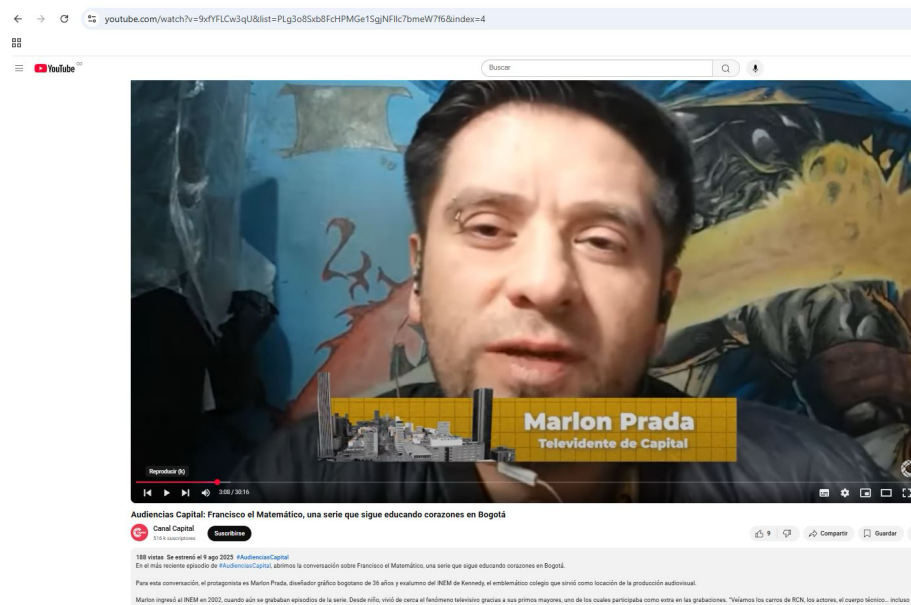 youtube.com/watch?v=9xfYFLCw3qU&list=PLg3o8Sxb8FcHPMGe1SgjNFIlc7bmeW7f6&index=4
YouTube CO
Buscar
Marlon Prada
Televidente de Capital
Reproducir (k)
3:08 / 30:16
Audiencias Capital: Francisco el Matemático, una serie que sigue educando corazones en Bogotá
Canal Capital
516 k suscriptores
Suscribirse
9
Compartir
Guardar
188 vistas Se estrenó el 9 ago 2025 #AudienciasCapital
En el más reciente episodio de #AudienciasCapital, abrimos la conversación sobre Francisco el Matemático, una serie que sigue educando corazones en Bogotá.
Para esta conversación, el protagonista es Marlon Prada, diseñador gráfico bogotano de 36 años y exalumno del INEM de Kennedy, el emblemático colegio que sirvió como locación de la producción audiovisual.
Marlon ingresó al INEM en 2002, cuando aún se grababan episodios de la serie. Desde niño, vivió de cerca el fenómeno televisivo gracias a sus primos mayores, uno de los cuales participaba como extra en las grabaciones. "Veíamos los carros de RCN, los actores, el cuerpo técnico... incluso